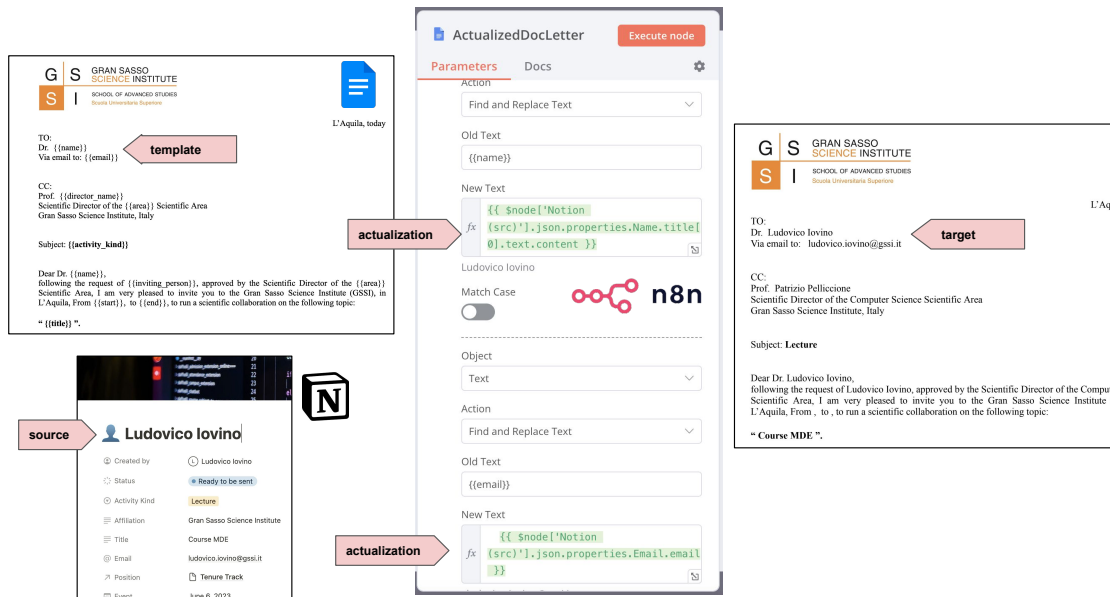 G S GRAN SASSO
SCIENCE INSTITUTE
S I SCHOOL OF ADVANCED STUDIES
Scuola Universitaria Superiore
L'Aquila, today
TO:
Dr. {{name}}
Via email to: {{email}}
template
CC:
Prof. {{director_name}}
Scientific Director of the {{area}} Scientific Area
Gran Sasso Science Institute, Italy
Subject: {{activity_kind}}
Dear Dr. {{name}},
following the request of {{inviting_person}}, approved by the Scientific Director of the {{area}}
Scientific Area, I am very pleased to invite you to the Gran Sasso Science Institute (GSSI), in
L'Aquila, From {{start}}, to {{end}}, to run a scientific collaboration on the following topic:
“ {{title}} ”.
source
Ludovico Iovino
Created by L Ludovico Iovino
Status Ready to be sent
Activity Kind Lecture
Affiliation Gran Sasso Science Institute
Title Course MDE
Email ludovico.iovino@gssi.it
Position Tenure Track
Event June 6, 2023
N
ActualizedDocLetter
Execute node
Parameters Docs
Action
Find and Replace Text
Old Text
{{name}}
New Text
actualization
fx
{{ $node['Notion
(src)'].json.properties.Name.title[
0].text.content }}
Ludovico Iovino
Match Case
n8n
Object
Text
Action
Find and Replace Text
Old Text
{{email}}
New Text
actualization
fx
{{ $node['Notion
(src)'].json.properties.Email.email
}}
G S GRAN SASSO
SCIENCE INSTITUTE
S I SCHOOL OF ADVANCED STUDIES
Scuola Universitaria Superiore
L'Aq
TO:
Dr. Ludovico Iovino
Via email to: ludovico.iovino@gssi.it
target
CC:
Prof. Patrizio Pelliccione
Scientific Director of the Computer Science Scientific Area
Gran Sasso Science Institute, Italy
Subject: Lecture
Dear Dr. Ludovico Iovino,
following the request of Ludovico Iovino, approved by the Scientific Director of the Comput
Scientific Area, I am very pleased to invite you to the Gran Sasso Science Institute
L'Aquila, From , to , to run a scientific collaboration on the following topic:
“ Course MDE ”.